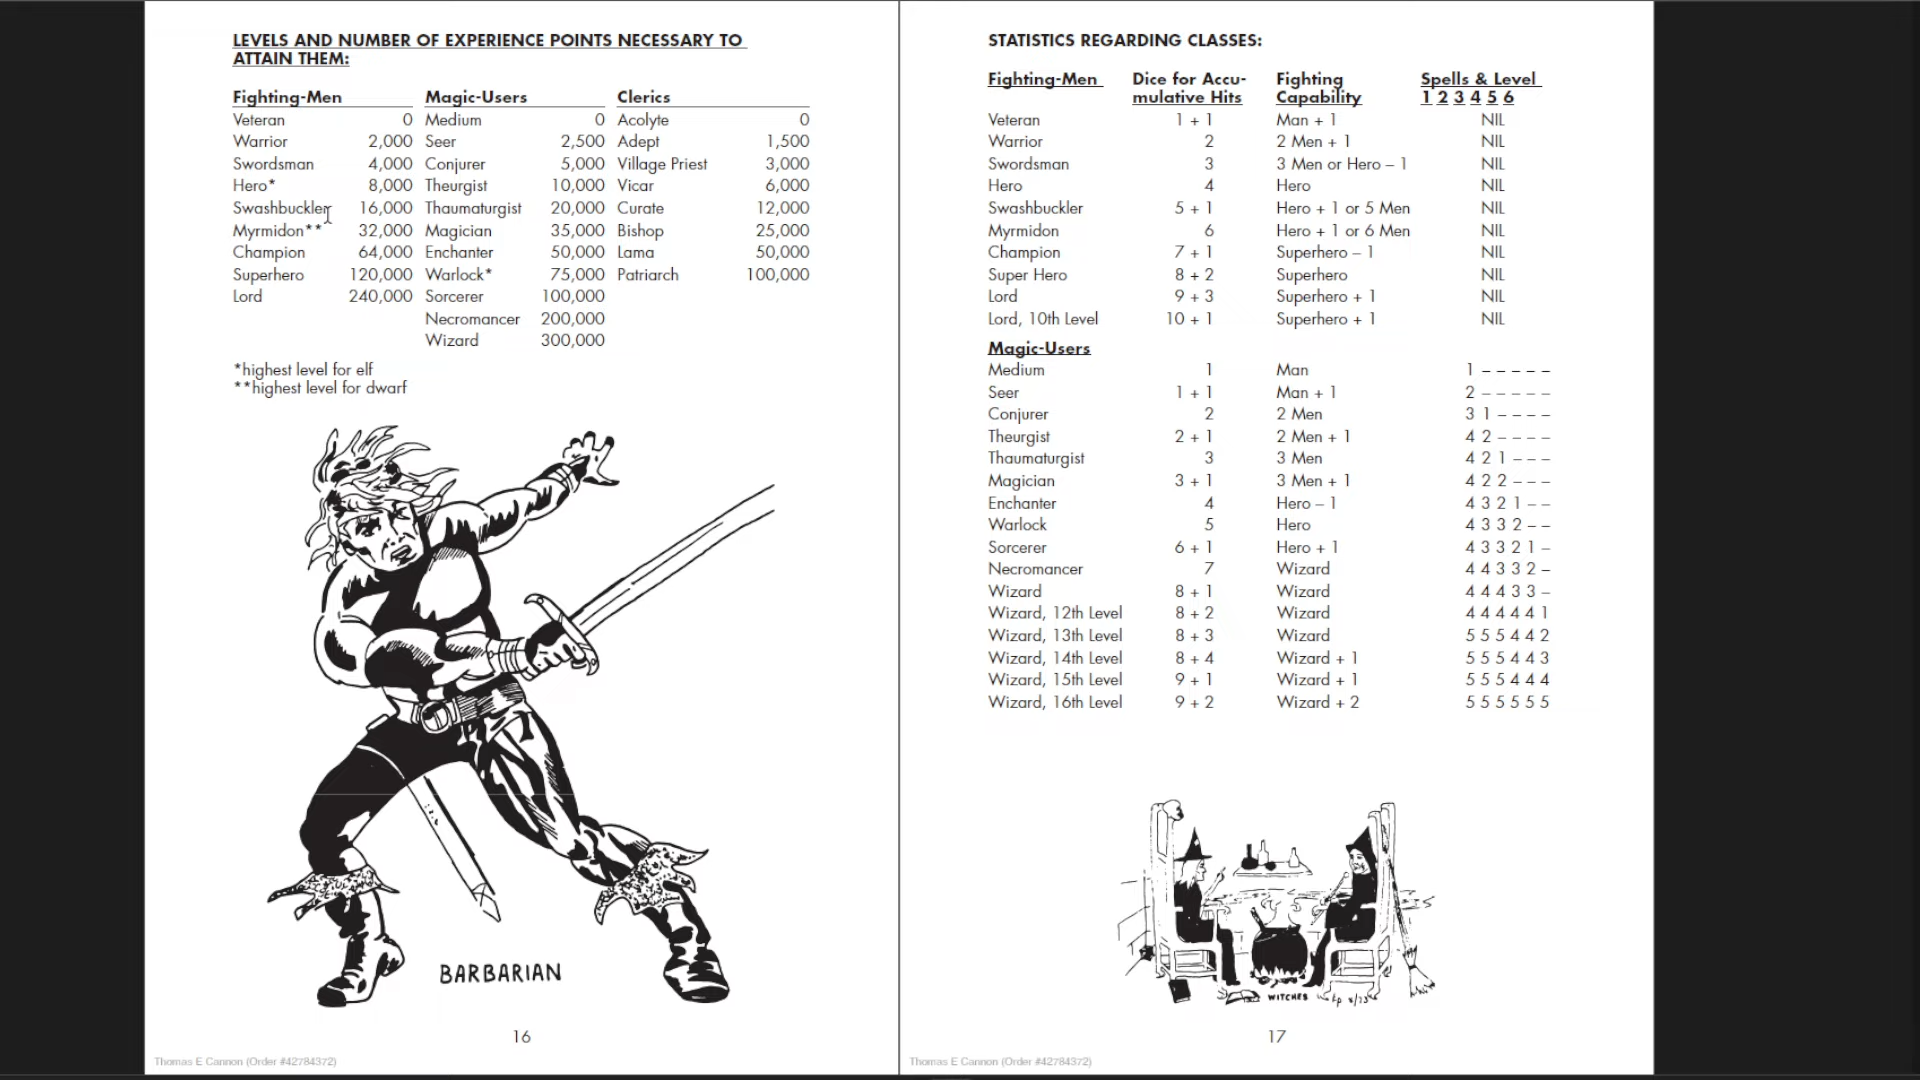 LEVELS AND NUMBER OF EXPERIENCE POINTS NECESSARY TO
ATTAIN THEM:
Fighting-Men Magic-Users Clerics
Veteran 0 Medium 0 Acolyte 0
Warrior 2,000 Seer 2,500 Adept 1,500
Swordsman 4,000 Conjurer 5,000 Village Priest 3,000
Hero* 8,000 Theurgist 10,000 Vicar 6,000
Swashbuckler 16,000 Thaumaturgist 20,000 Curate 12,000
Myrmidon** 32,000 Magician 35,000 Bishop 25,000
Champion 64,000 Enchanter 50,000 Lama 50,000
Superhero 120,000 Warlock* 75,000 Patriarch 100,000
Lord 240,000 Sorcerer 100,000
Necromancer 200,000
Wizard 300,000
*highest level for elf
**highest level for dwarf
BARBARIAN
16
Thomas E Cannon (Order #42784372)
STATISTICS REGARDING CLASSES:
Fighting-Men Dice for Accu- Fighting Spells & Level
mulative Hits Capability 1 2 3 4 5 6
Veteran 1 + 1 Man + 1 NIL
Warrior 2 2 Men + 1 NIL
Swordsman 3 3 Men or Hero – 1 NIL
Hero 4 Hero NIL
Swashbuckler 5 + 1 Hero + 1 or 5 Men NIL
Myrmidon 6 Hero + 1 or 6 Men NIL
Champion 7 + 1 Superhero – 1 NIL
Super Hero 8 + 2 Superhero NIL
Lord 9 + 3 Superhero + 1 NIL
Lord, 10th Level 10 + 1 Superhero + 1 NIL
Magic-Users
Medium 1 Man 1 – – – – –
Seer 1 + 1 Man + 1 2 – – – – –
Conjurer 2 2 Men 3 1 – – – –
Theurgist 2 + 1 2 Men + 1 4 2 – – – –
Thaumaturgist 3 3 Men 4 2 1 – – –
Magician 3 + 1 3 Men + 1 4 2 2 – – –
Enchanter 4 Hero – 1 4 3 2 1 – –
Warlock 5 Hero 4 3 3 2 – –
Sorcerer 6 + 1 Hero + 1 4 3 3 2 1 –
Necromancer 7 Wizard 4 4 3 3 2 –
Wizard 8 + 1 Wizard 4 4 4 3 3 –
Wizard, 12th Level 8 + 2 Wizard 4 4 4 4 4 1
Wizard, 13th Level 8 + 3 Wizard 5 5 5 4 4 2
Wizard, 14th Level 8 + 4 Wizard + 1 5 5 5 4 4 3
Wizard, 15th Level 9 + 1 Wizard + 1 5 5 5 4 4 4
Wizard, 16th Level 9 + 2 Wizard + 2 5 5 5 5 5 5
WITCHES
17
Thomas E Cannon (Order #42784372)